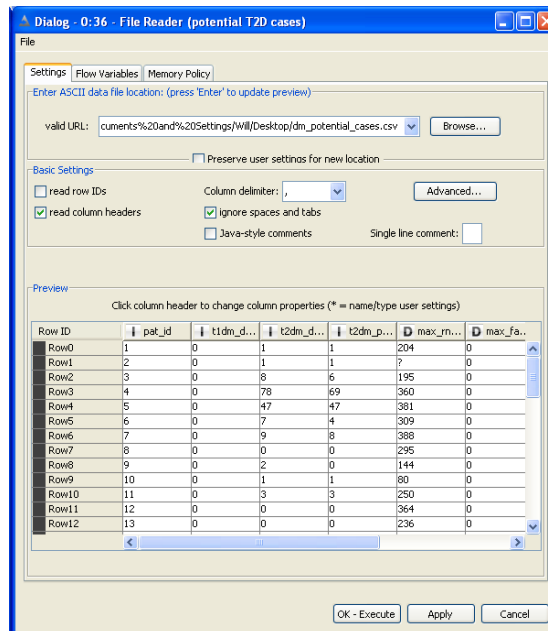 Dialog - 0:36 - File Reader (potential T2D cases)
File
Settings Flow Variables Memory Policy
Enter ASCII data file location: (press 'Enter' to update preview)
valid URL: cuments%20and%20Settings/Will/Desktop/dm_potential_cases.csv Browse...
Preserve user settings for new location
Basic Settings
read row IDs Column delimiter: , Advanced...
read column headers ignore spaces and tabs
Java-style comments Single line comment:
Preview
Click column header to change column properties (* = name/type user settings)
Row ID I pat_id I t1dm_d... I t2dm_d... I t2dm_p... D max_rn... D max_fa...
Row0 1 0 1 1 204 0
Row1 2 0 1 1 ? 0
Row2 3 0 8 6 195 0
Row3 4 0 78 69 360 0
Row4 5 0 47 47 381 0
Row5 6 0 7 4 309 0
Row6 7 0 9 8 388 0
Row7 8 0 0 0 295 0
Row8 9 0 2 0 144 0
Row9 10 0 1 1 80 0
Row10 11 0 3 3 250 0
Row11 12 0 0 0 364 0
Row12 13 0 0 0 236 0
OK - Execute Apply Cancel